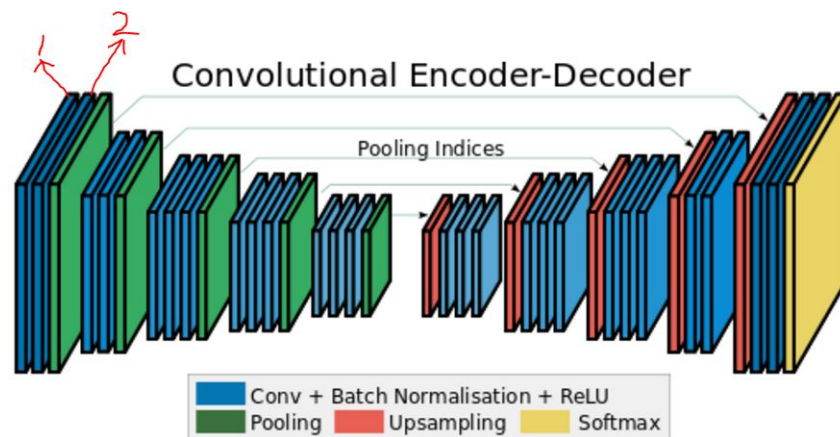 1 2
Convolutional Encoder-Decoder
Pooling Indices
Conv + Batch Normalisation + ReLU
Pooling Upsampling Softmax